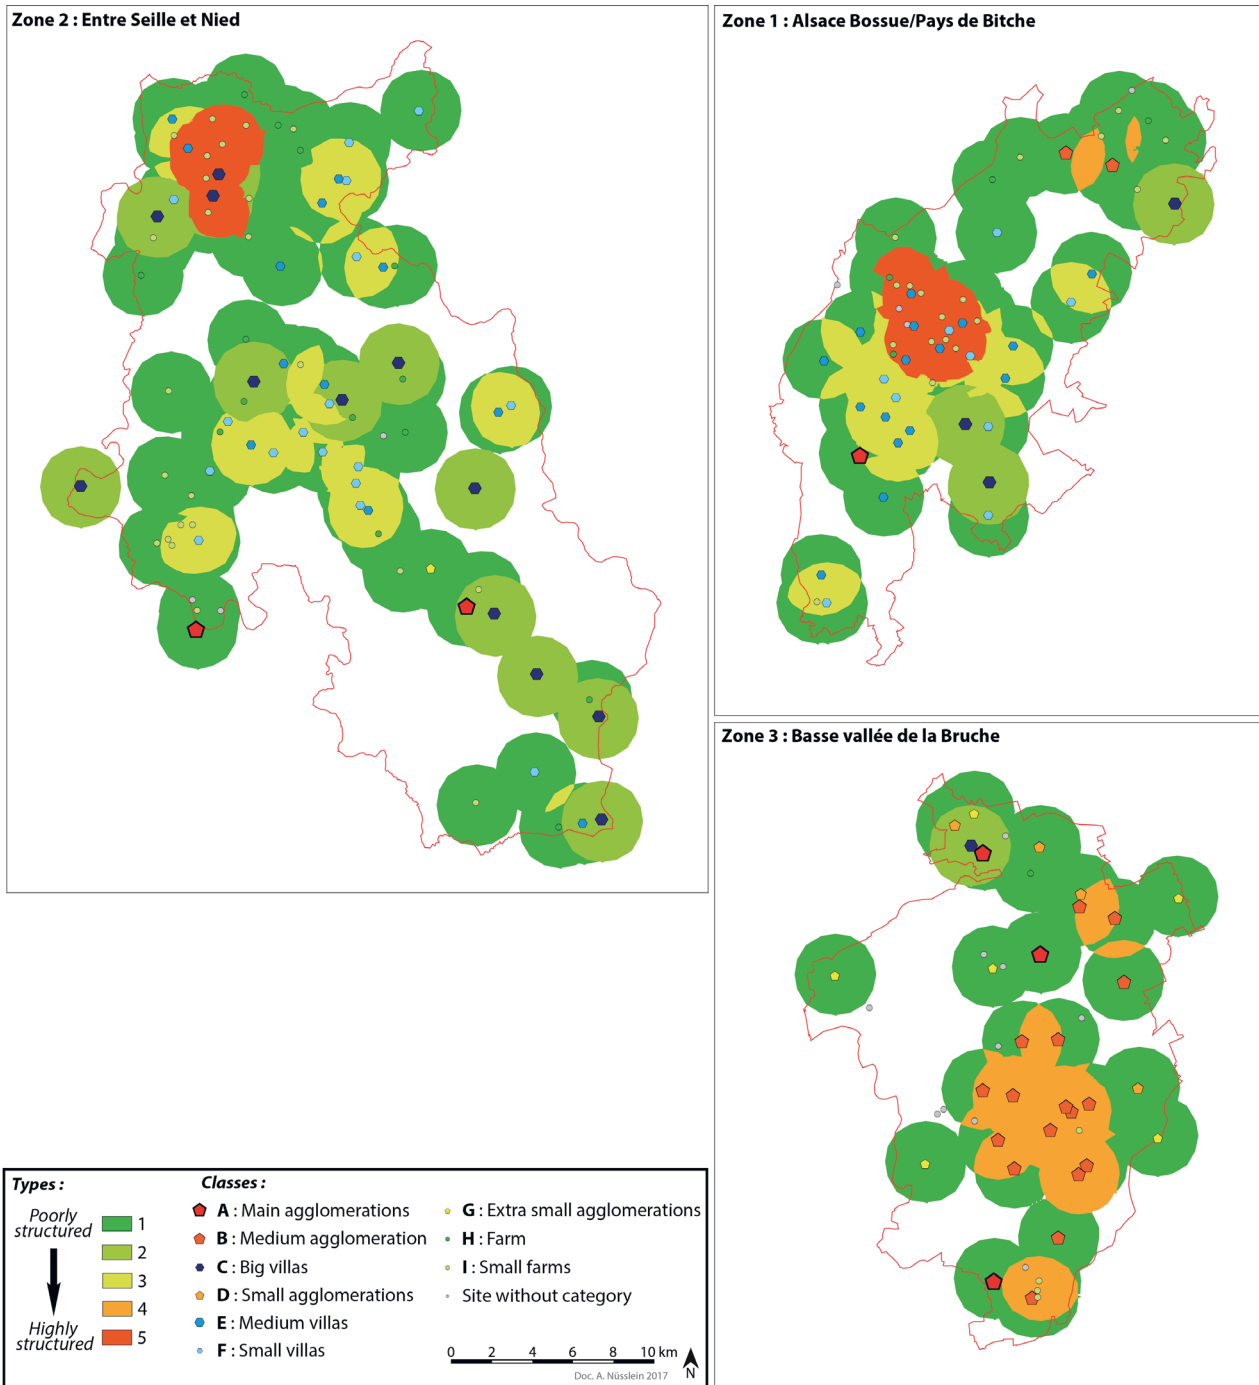 Zone 2 : Entre Seille et Nied
Zone 1 : Alsace Bossue/Pays de Bitche
Zone 3 : Basse vallée de la Bruche
Types :
Poorly
structured
Highly
structured
1
2
3
4
5
Classes :
A : Main agglomerations
B : Medium agglomeration
C : Big villas
D : Small agglomerations
E : Medium villas
F : Small villas
G : Extra small agglomerations
H : Farm
I : Small farms
Site without category
0 2 4 6 8 10 km
N
Doc. A. Nüsslein 2017